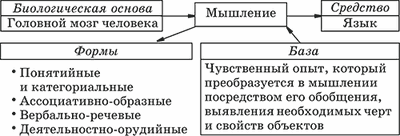 Биологическая основа
Головной мозг человека
Мышление
Средство
Язык
Формы
• Понятийные
и категориальные
• Ассоциативно-образные
• Вербально-речевые
• Деятельностно-орудийные
База
Чувственный опыт, который
преобразуется в мышлении
посредством его обобщения,
выявления необходимых черт
и свойств объектов